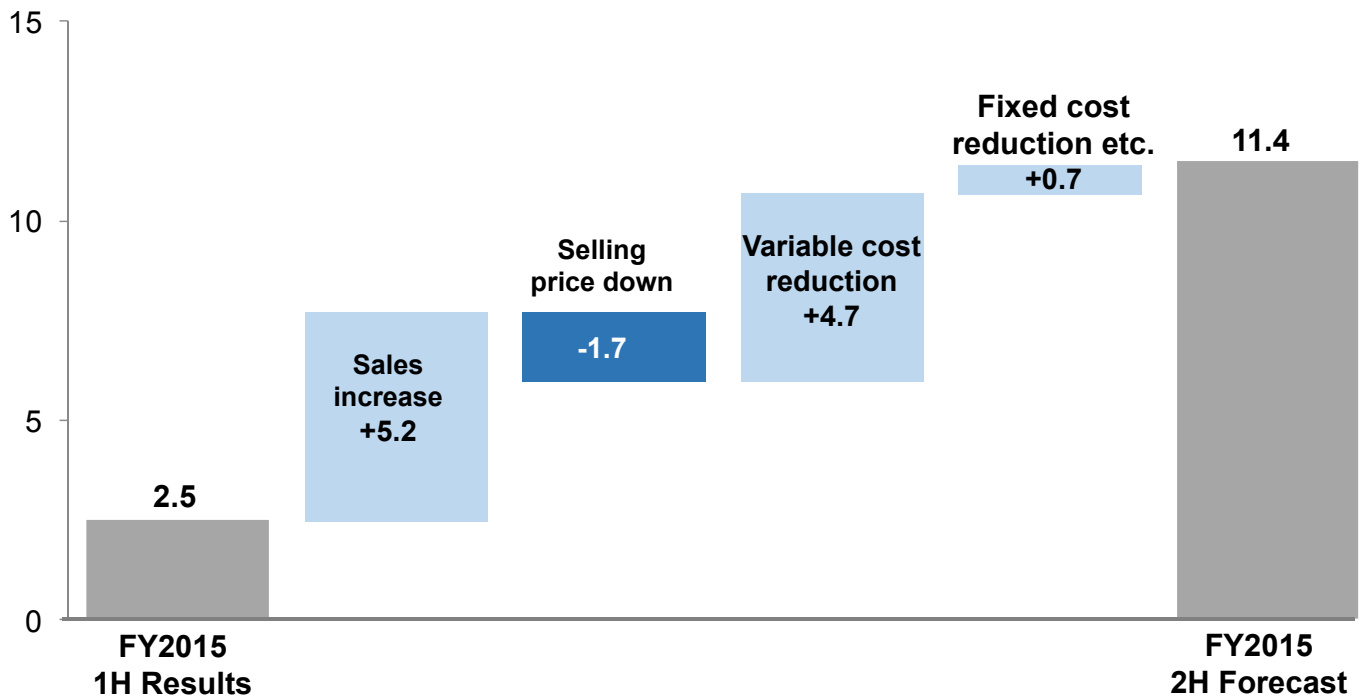 15
10
5
0
2.5
Sales
increase
+5.2
Selling
price down
-1.7
Variable cost
reduction
+4.7
Fixed cost
reduction etc.
+0.7
11.4
FY2015
1H Results
FY2015
2H Forecast